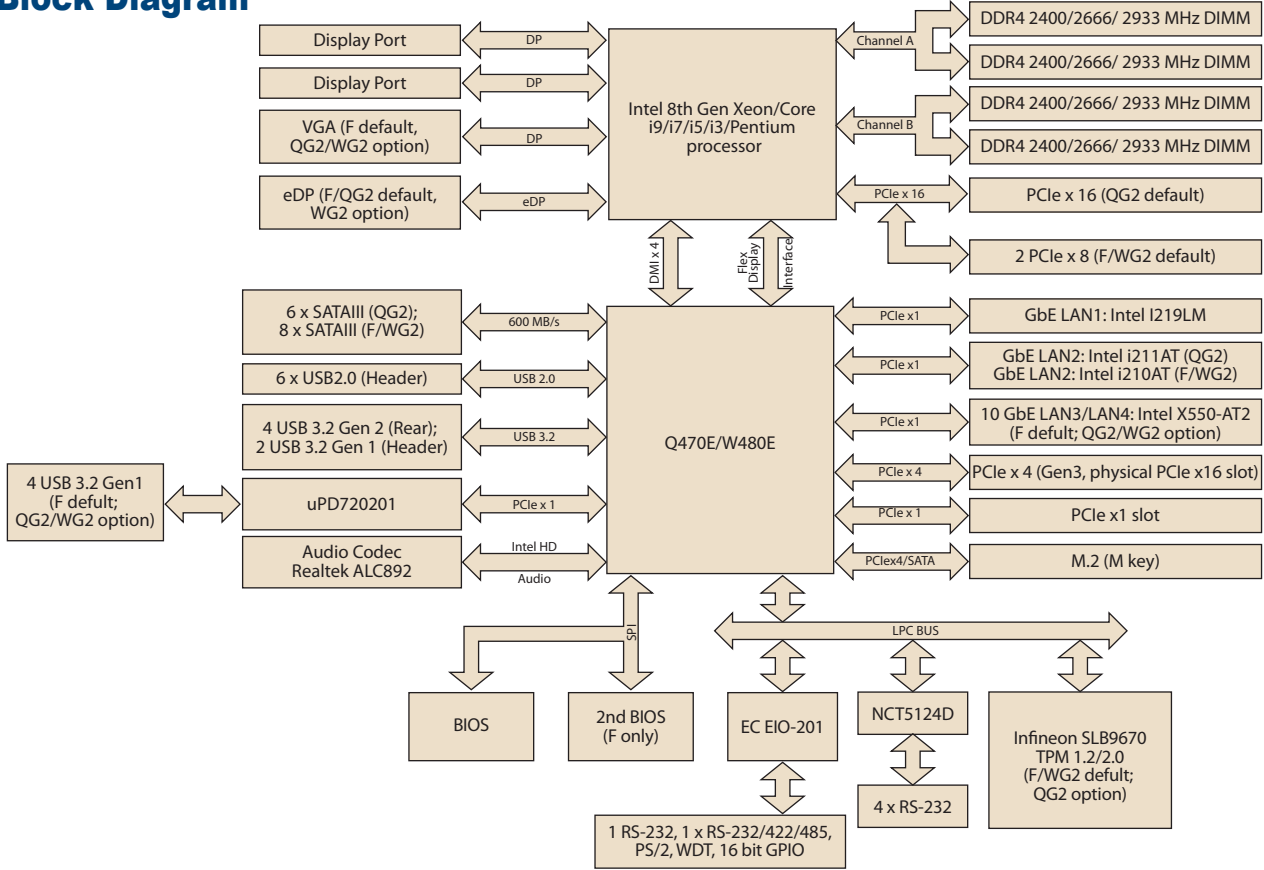 Block Diagram
Display Port
DP
Display Port
DP
VGA (F default,
QG2/WG2 option)
DP
eDP (F/QG2 default,
WG2 option)
eDP
Intel 8th Gen Xeon/Core
i9/i7/i5/i3/Pentium
processor
Channel A
DDR4 2400/2666/ 2933 MHz DIMM
DDR4 2400/2666/ 2933 MHz DIMM
Channel B
DDR4 2400/2666/ 2933 MHz DIMM
DDR4 2400/2666/ 2933 MHz DIMM
PCIe x 16
PCIe x 16 (QG2 default)
2 PCIe x 8 (F/WG2 default)
DMI x 4
Flex
Display
Interface
6 x SATAIII (QG2);
8 x SATAIII (F/WG2)
600 MB/s
6 x USB2.0 (Header)
USB 2.0
4 USB 3.2 Gen 2 (Rear);
2 USB 3.2 Gen 1 (Header)
USB 3.2
4 USB 3.2 Gen1
(F defult;
QG2/WG2 option)
uPD720201
PCIe x 1
Audio Codec
Realtek ALC892
Intel HD
Audio
Q470E/W480E
PCIe x1
GbE LAN1: Intel I219LM
PCIe x1
GbE LAN2: Intel i211AT (QG2)
GbE LAN2: Intel i210AT (F/WG2)
PCIe x1
10 GbE LAN3/LAN4: Intel X550-AT2
(F defult; QG2/WG2 option)
PCIe x 4
PCIe x 4 (Gen3, physical PCIe x16 slot)
PCIe x 1
PCIe x1 slot
PCIex4/SATA
M.2 (M key)
SPI
LPC BUS
BIOS
2nd BIOS
(F only)
EC EIO-201
NCT5124D
Infineon SLB9670
TPM 1.2/2.0
(F/WG2 defult;
QG2 option)
4 x RS-232
1 RS-232, 1 x RS-232/422/485,
PS/2, WDT, 16 bit GPIO